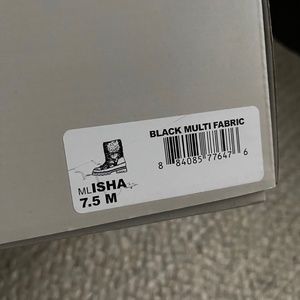 BLACK MULTI FABRIC
8 84085 77647 6
MLISHA
7.5 M